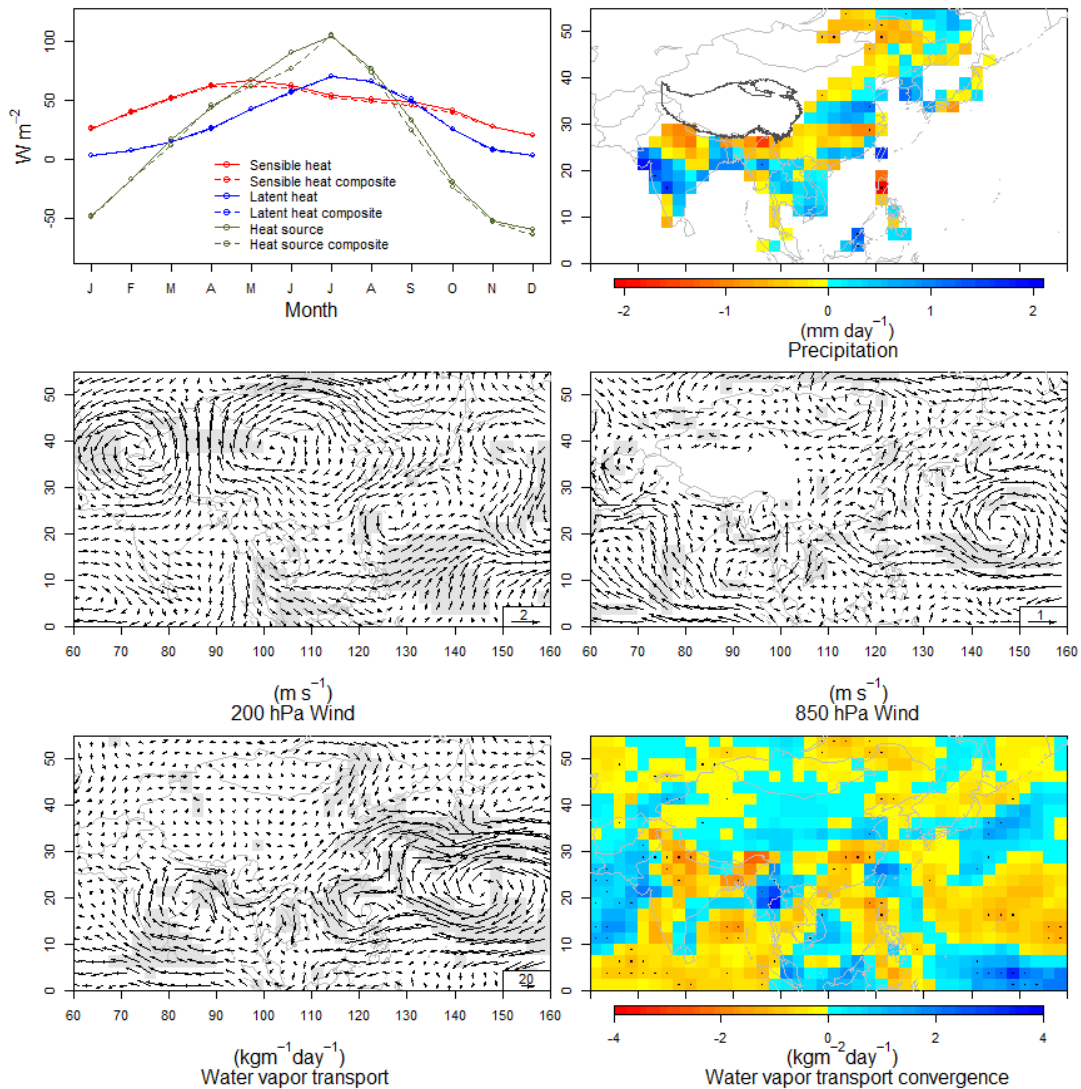 W m⁻²
100
50
0
-50
Sensible heat
Sensible heat composite
Latent heat
Latent heat composite
Heat source
Heat source composite
J F M A M J J A S O N D
Month
50
40
30
20
10
0
-2 -1 0 1 2
(mm day⁻¹)
Precipitation
50
40
30
20
10
0
2
60 70 80 90 100 110 120 130 140 150 160
(m s⁻¹)
200 hPa Wind
50
40
30
20
10
0
1
60 70 80 90 100 110 120 130 140 150 160
(m s⁻¹)
850 hPa Wind
50
40
30
20
10
0
20
60 70 80 90 100 110 120 130 140 150 160
(kgm⁻¹day⁻¹)
Water vapor transport
50
40
30
20
10
0
-4 -2 0 2 4
(kgm⁻²day⁻¹)
Water vapor transport convergence